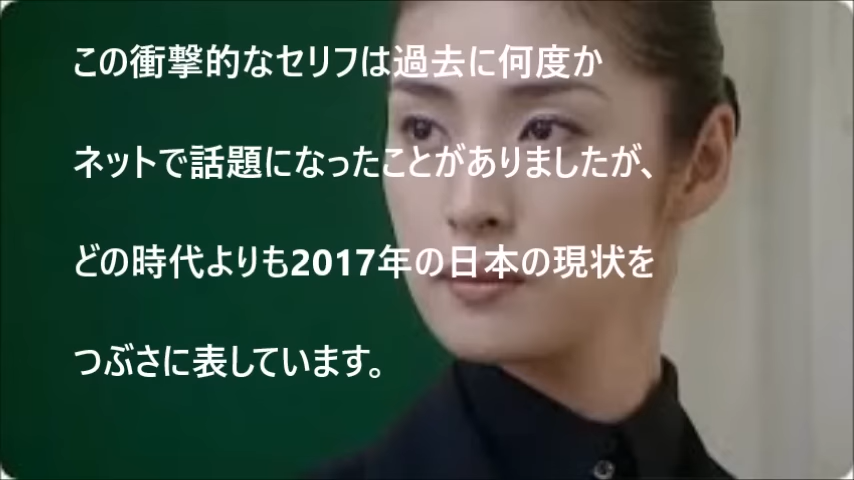 この衝撃的なセリフは過去に何度か
ネットで話題になったことがありましたが、
どの時代よりも2017年の日本の現状を
つぶさに表しています。